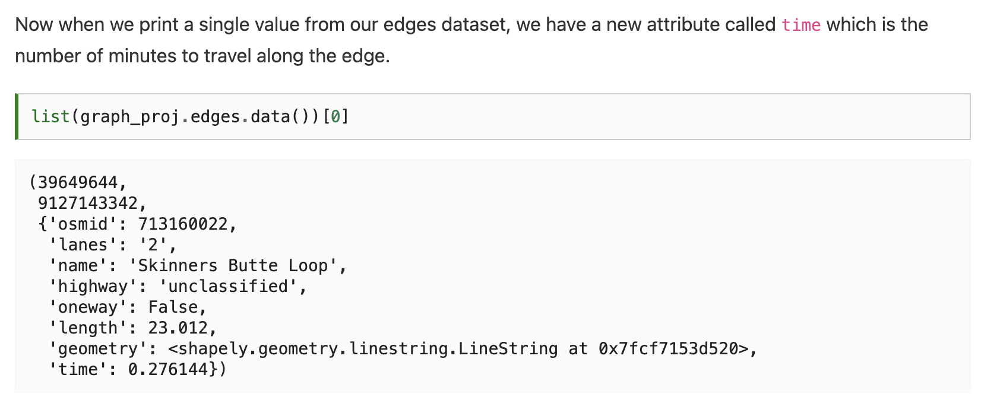 Now when we print a single value from our edges dataset, we have a new attribute called time which is the
number of minutes to travel along the edge.
list(graph_proj.edges.data())[0]
(39649644,
 9127143342,
 {'osmid': 713160022,
  'lanes': '2',
  'name': 'Skinners Butte Loop',
  'highway': 'unclassified',
  'oneway': False,
  'length': 23.012,
  'geometry': <shapely.geometry.linestring.LineString at 0x7fcf7153d520>,
  'time': 0.276144})